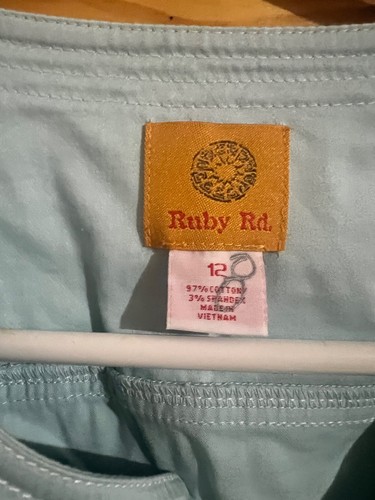 Ruby Rd.
12
97% COTTON
3% SPANDEX
MADE IN
VIETNAM